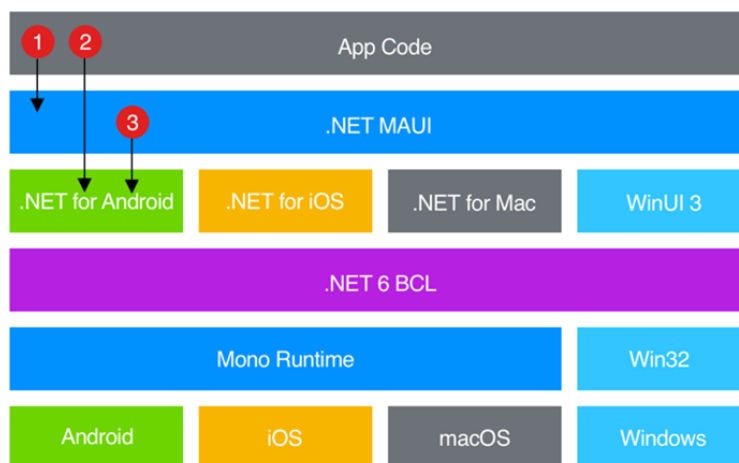 1 2
App Code
3
.NET MAUI
.NET for Android .NET for iOS .NET for Mac WinUI 3
.NET 6 BCL
Mono Runtime Win32
Android iOS macOS Windows